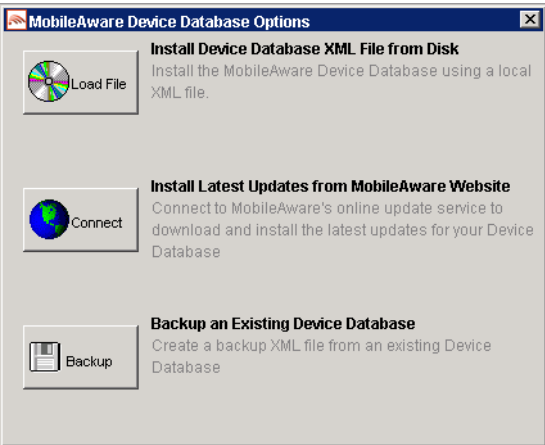 MobileAware Device Database Options
Install Device Database XML File from Disk
Load File
Install the MobileAware Device Database using a local
XML file.
Install Latest Updates from MobileAware Website
Connect
Connect to MobileAware's online update service to
download and install the latest updates for your Device
Database
Backup an Existing Device Database
Backup
Create a backup XML file from an existing Device
Database